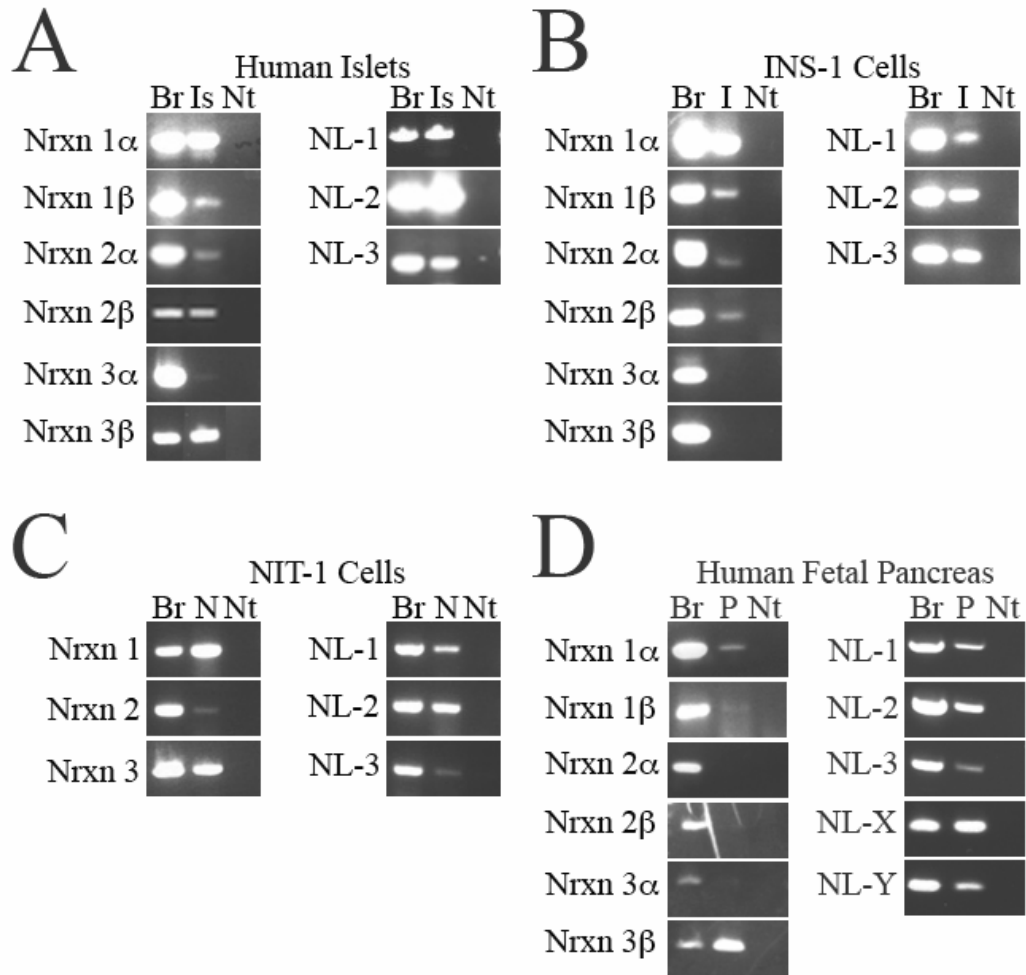 A
Human Islets
Br Is Nt
Br Is Nt
Nrxn 1α
NL-1
Nrxn 1β
NL-2
Nrxn 2α
NL-3
Nrxn 2β
Nrxn 3α
Nrxn 3β
B
INS-1 Cells
Br I Nt
Br I Nt
Nrxn 1α
NL-1
Nrxn 1β
NL-2
Nrxn 2α
NL-3
Nrxn 2β
Nrxn 3α
Nrxn 3β
C
NIT-1 Cells
Br N Nt
Br N Nt
Nrxn 1
NL-1
Nrxn 2
NL-2
Nrxn 3
NL-3
D
Human Fetal Pancreas
Br P Nt
Br P Nt
Nrxn 1α
NL-1
Nrxn 1β
NL-2
Nrxn 2α
NL-3
Nrxn 2β
NL-X
Nrxn 3α
NL-Y
Nrxn 3β